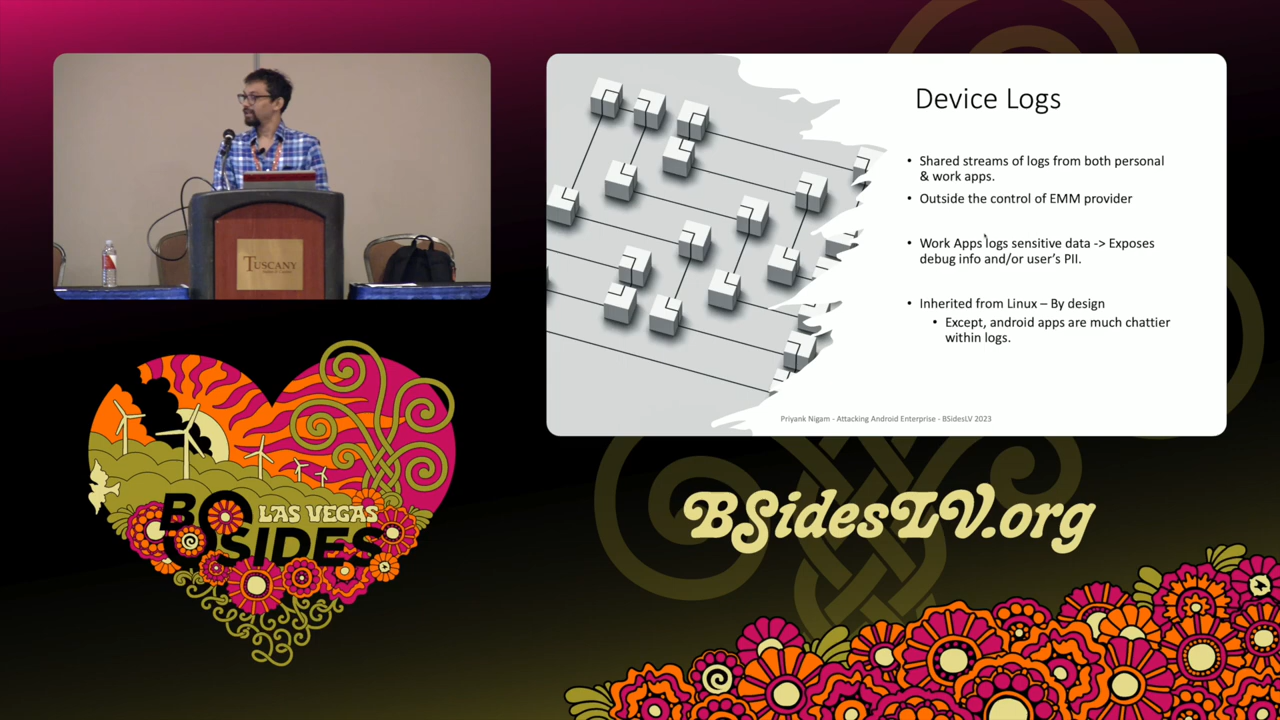 TUSCANY
Device Logs
• Shared streams of logs from both personal
& work apps.
• Outside the control of EMM provider
• Work Apps logs sensitive data -> Exposes
debug info and/or user's PII.
• Inherited from Linux – By design
• Except, android apps are much chattier
within logs.
Priyank Nigam - Attacking Android Enterprise - BSidesLV 2023
BSIDES
LAS VEGAS
23
BSidesLV.org